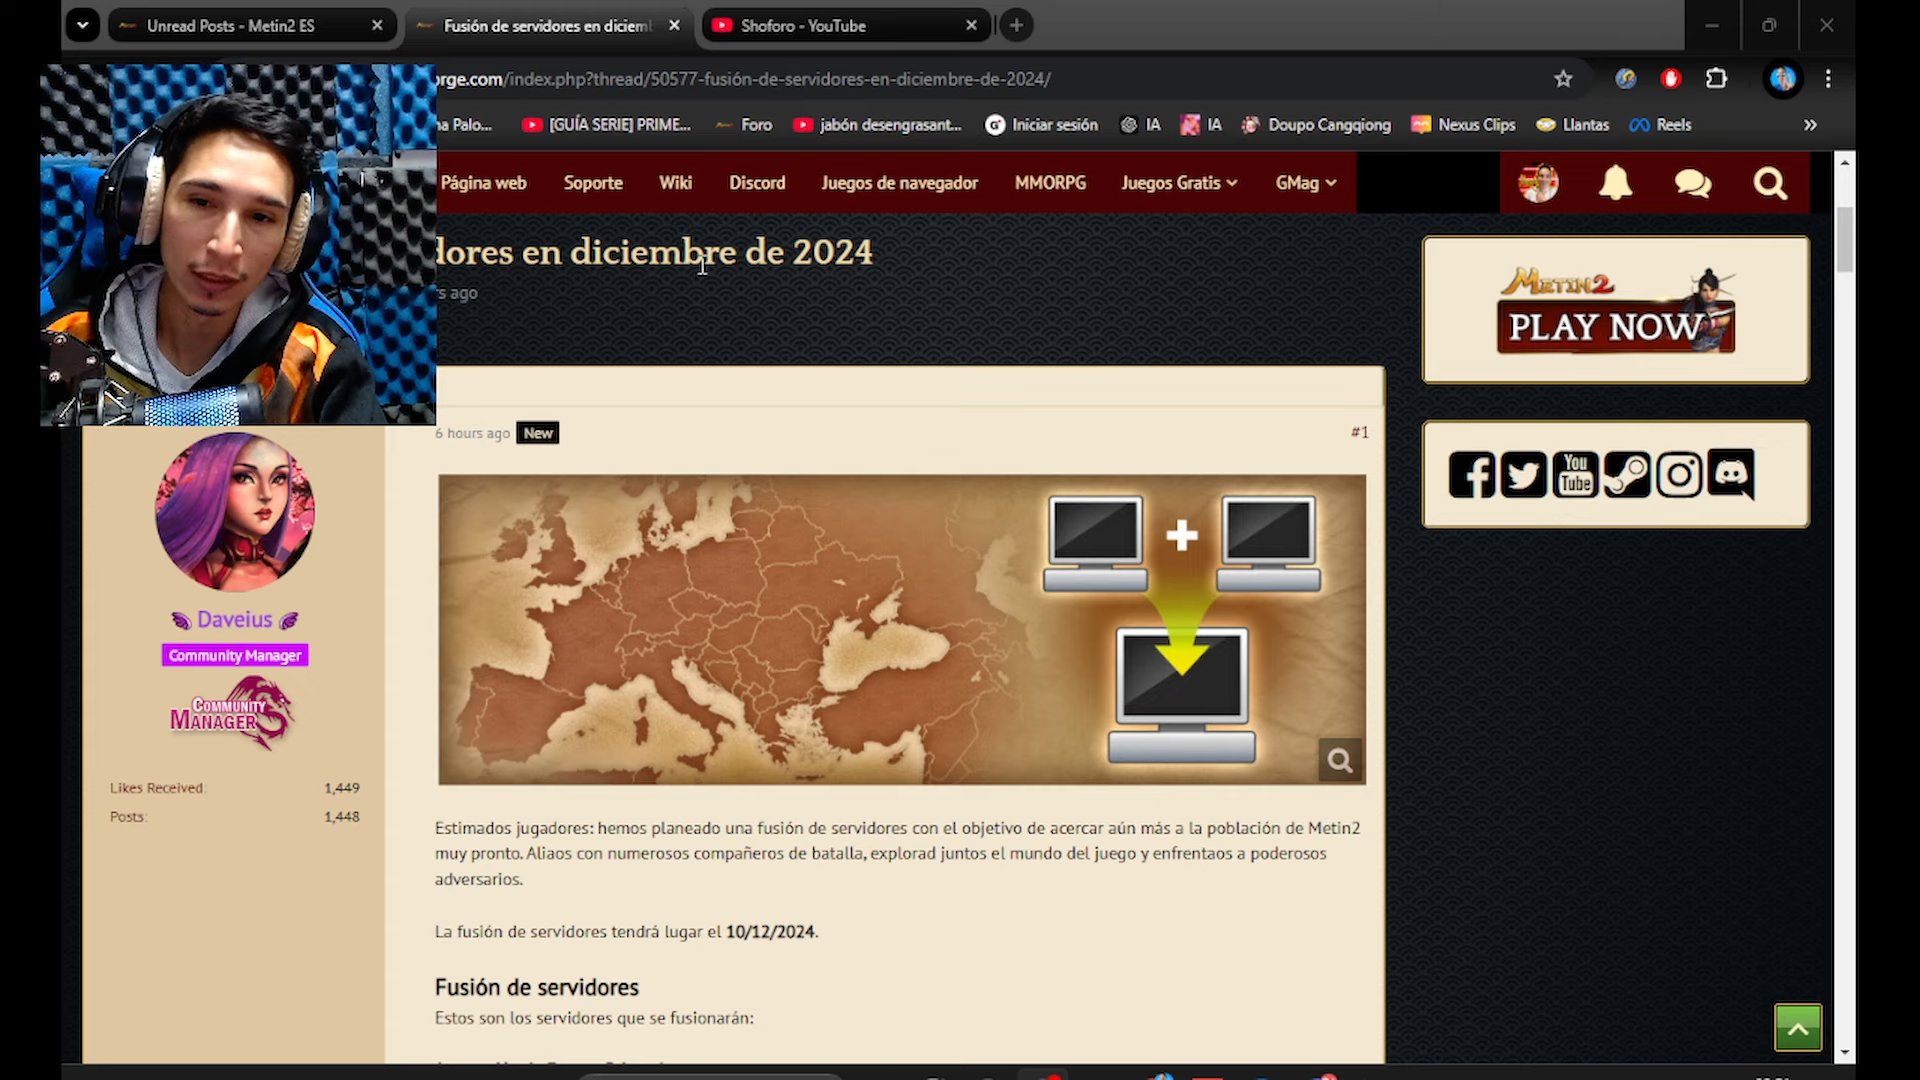 Unread Posts - Metin2 ES
Fusión de servidores en diciem
Shoforo - YouTube
orge.com/index.php?thread/50577-fusión-de-servidores-en-diciembre-de-2024/
na Palo...
[GUÍA SERIE] PRIME...
Foro
jabón desengrasant...
Iniciar sesión
IA
IA
Doupo Cangqiong
Nexus Clips
Llantas
Reels
Página web
Soporte
Wiki
Discord
Juegos de navegador
MMORPG
Juegos Gratis
GMag
dores en diciembre de 2024
rs ago
METIN2
PLAY NOW
6 hours ago
New
#1
You
Tube
Daveius
Community Manager
COMMUNITY
MANAGER
Likes Received: 1,449
Posts: 1,448
Estimados jugadores: hemos planeado una fusión de servidores con el objetivo de acercar aún más a la población de Metin2
muy pronto. Aliaos con numerosos compañeros de batalla, explorad juntos el mundo del juego y enfrentaos a poderosos
adversarios.
La fusión de servidores tendrá lugar el 10/12/2024.
Fusión de servidores
Estos son los servidores que se fusionarán: